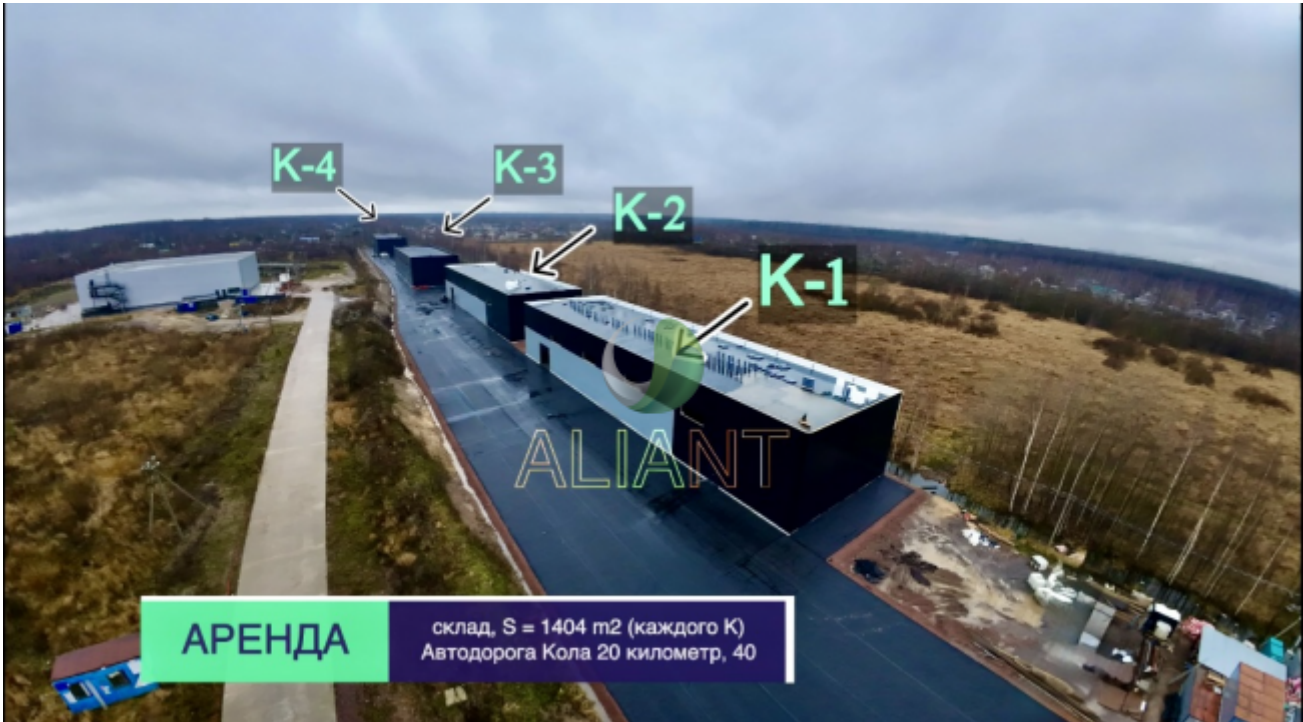 К-4
К-3
К-2
К-1
ALIANT
АРЕНДА
склад, S = 1404 m2 (каждого К)
Автодорога Кола 20 километр, 40